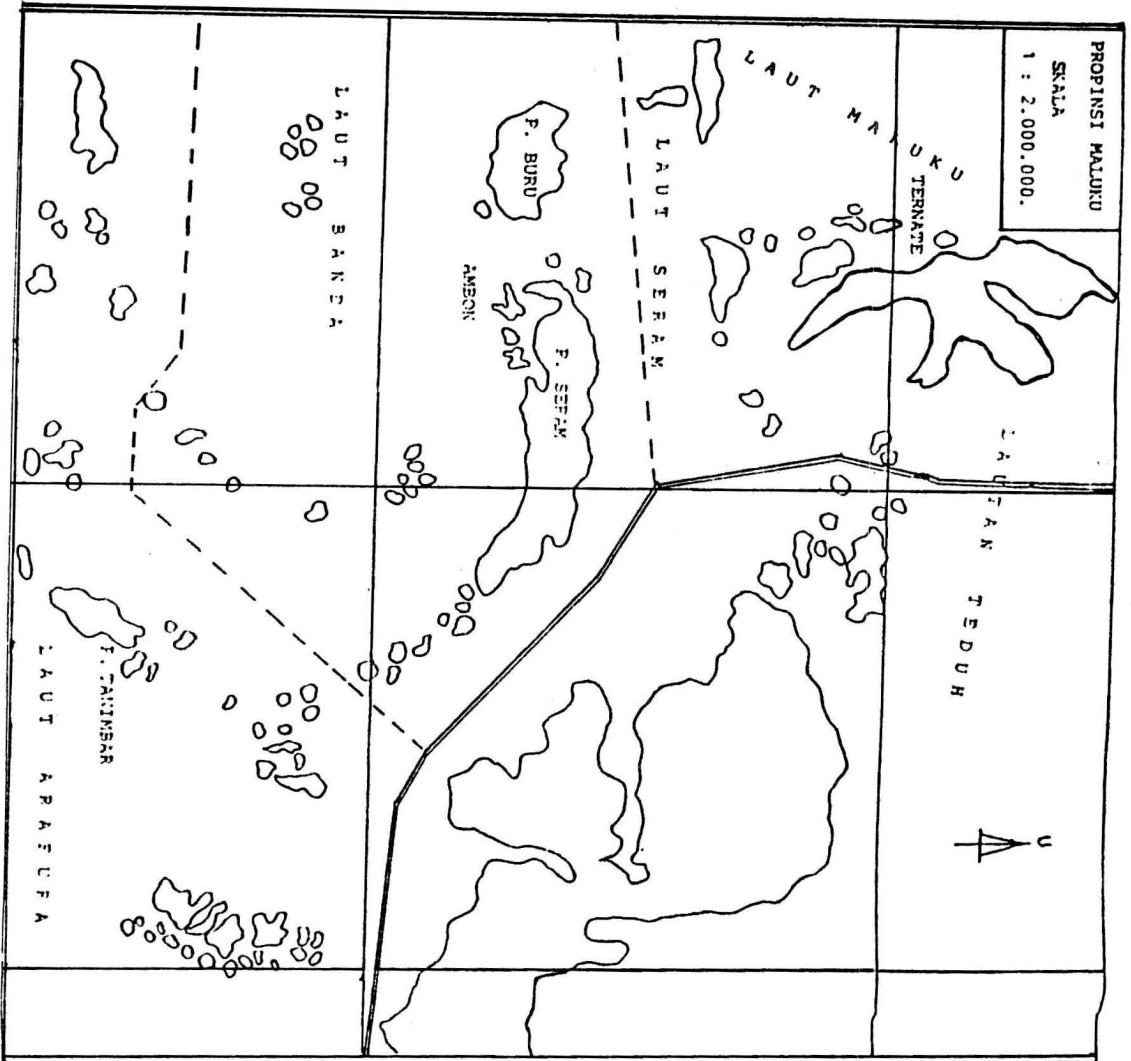 PROPINSI MALUKU
SKALA
1 : 2.000.000.
LAUT MALUKU
TERNATE
LAUTAN TEDUH
U
LAUT SERAM
P. BURU
P. SERAM
AMBON
LAUT BANDA
P. TANIMBAR
LAUT ARAFURA